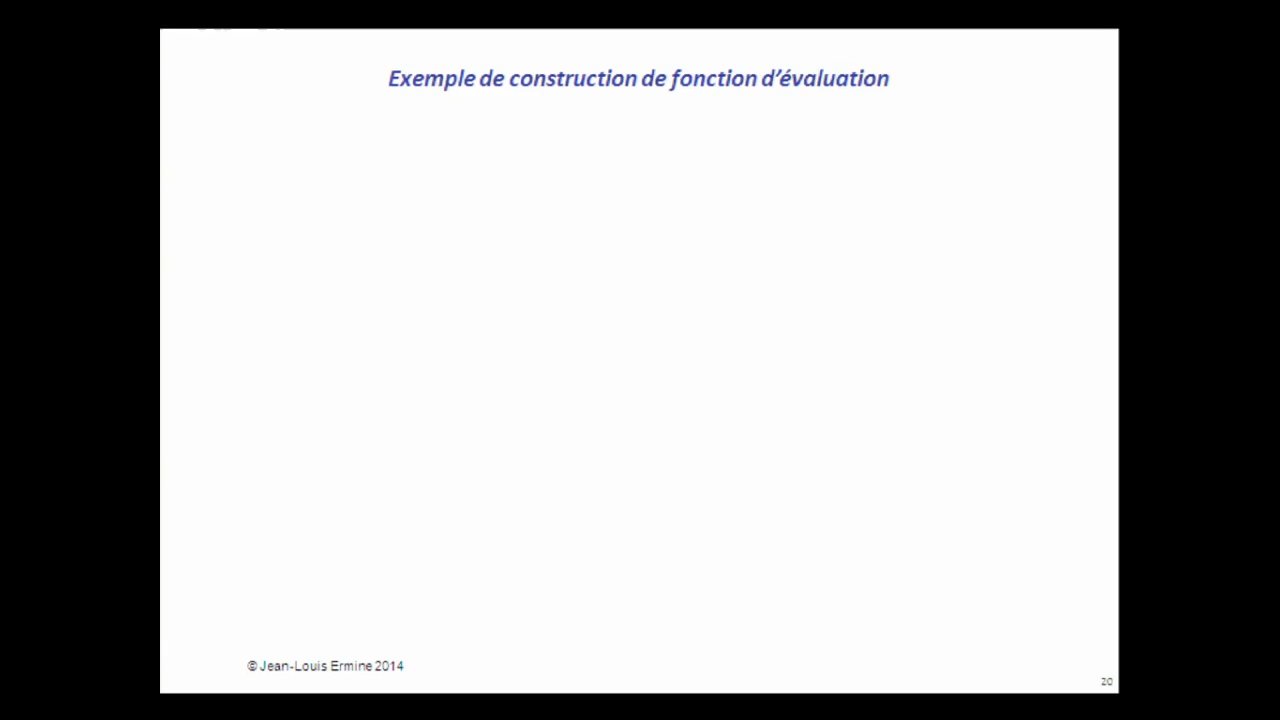 Exemple de construction de fonction d’évaluation
© Jean-Louis Ermine 2014
20